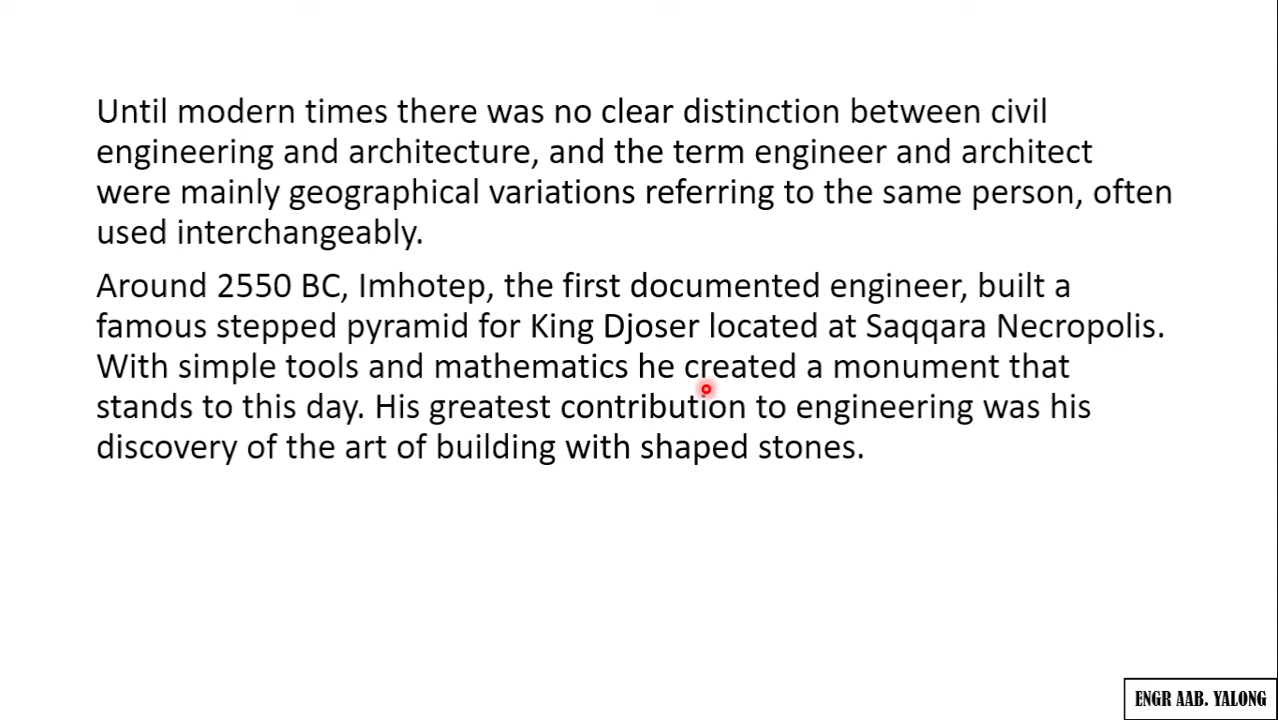 Until modern times there was no clear distinction between civil
engineering and architecture, and the term engineer and architect
were mainly geographical variations referring to the same person, often
used interchangeably.
Around 2550 BC, Imhotep, the first documented engineer, built a
famous stepped pyramid for King Djoser located at Saqqara Necropolis.
With simple tools and mathematics he created a monument that
stands to this day. His greatest contribution to engineering was his
discovery of the art of building with shaped stones.
ENGR AAB. YALONG